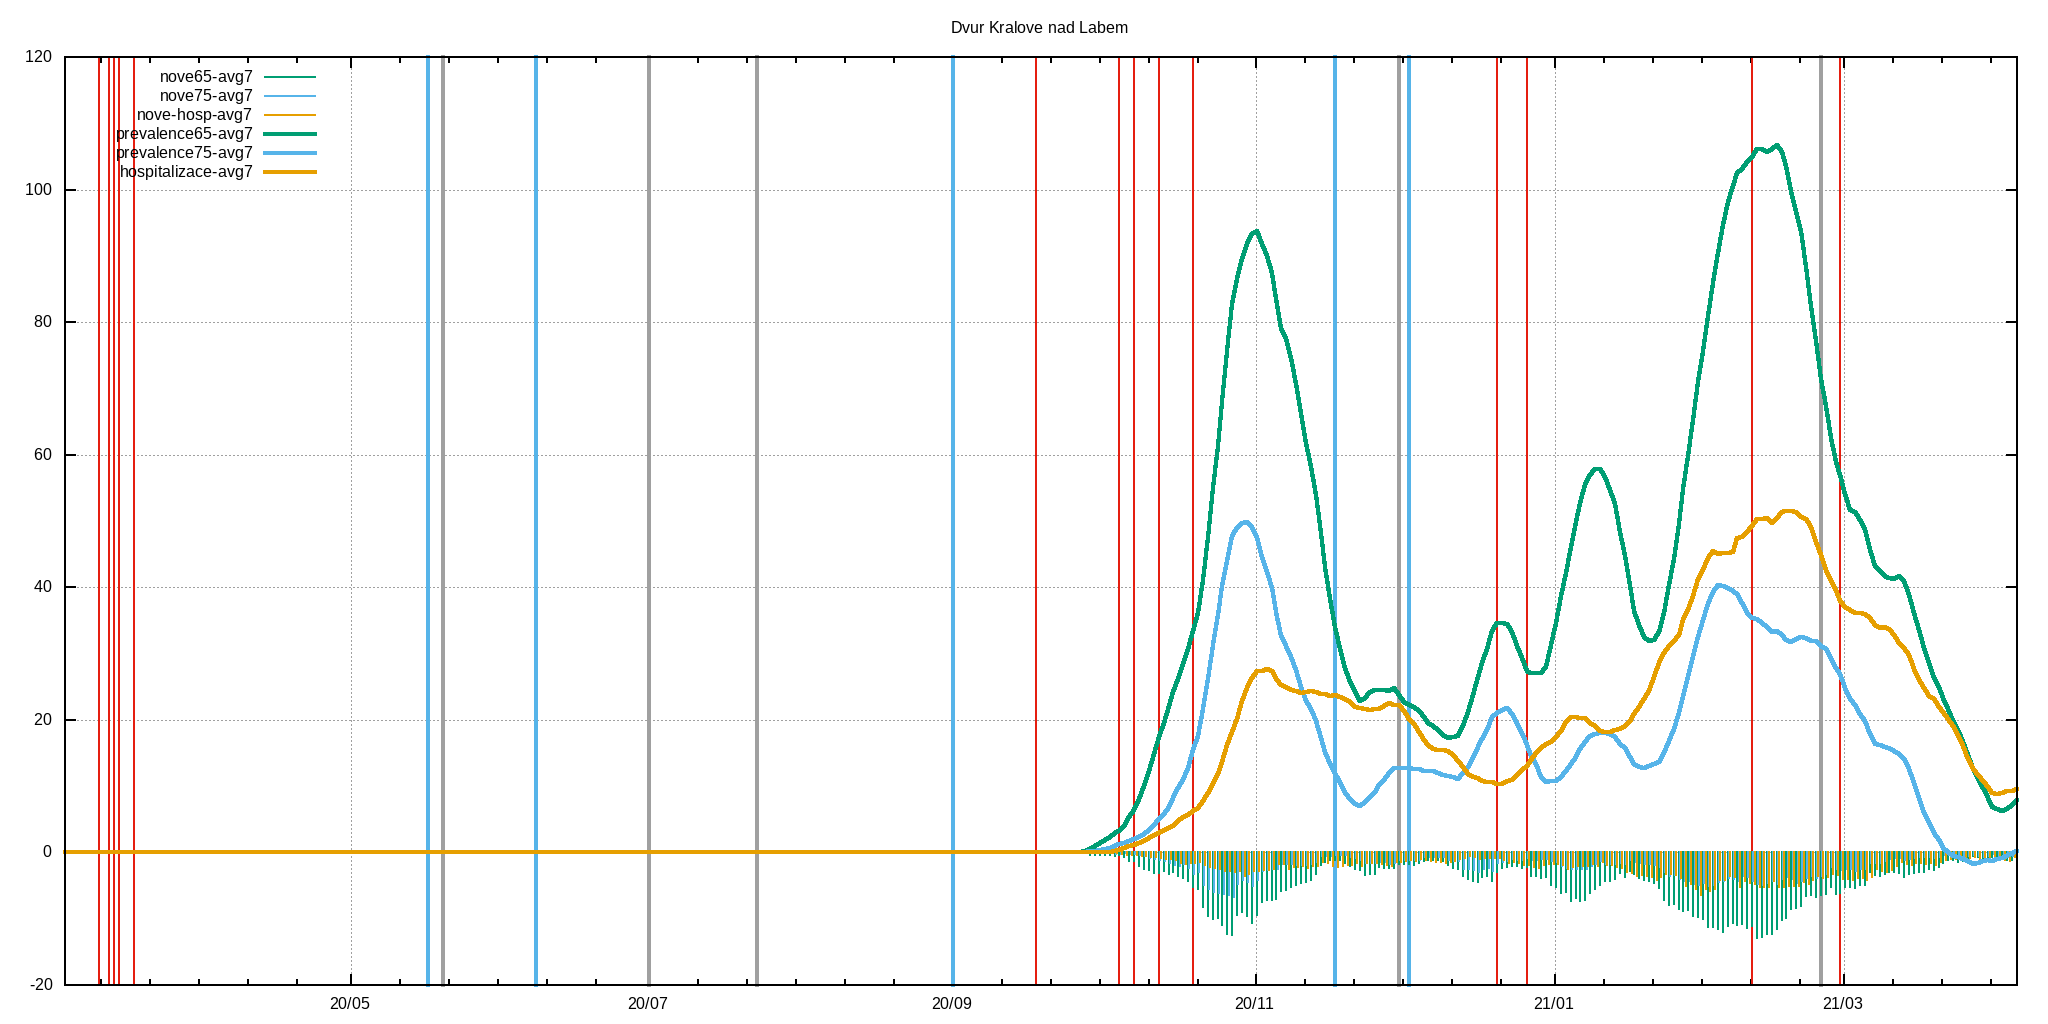 Dvur Kralove nad Labem
120
100
80
60
40
20
0
-20
nove65-avg7
nove75-avg7
nove-hosp-avg7
prevalence65-avg7
prevalence75-avg7
hospitalizace-avg7
20/05
20/07
20/09
20/11
21/01
21/03